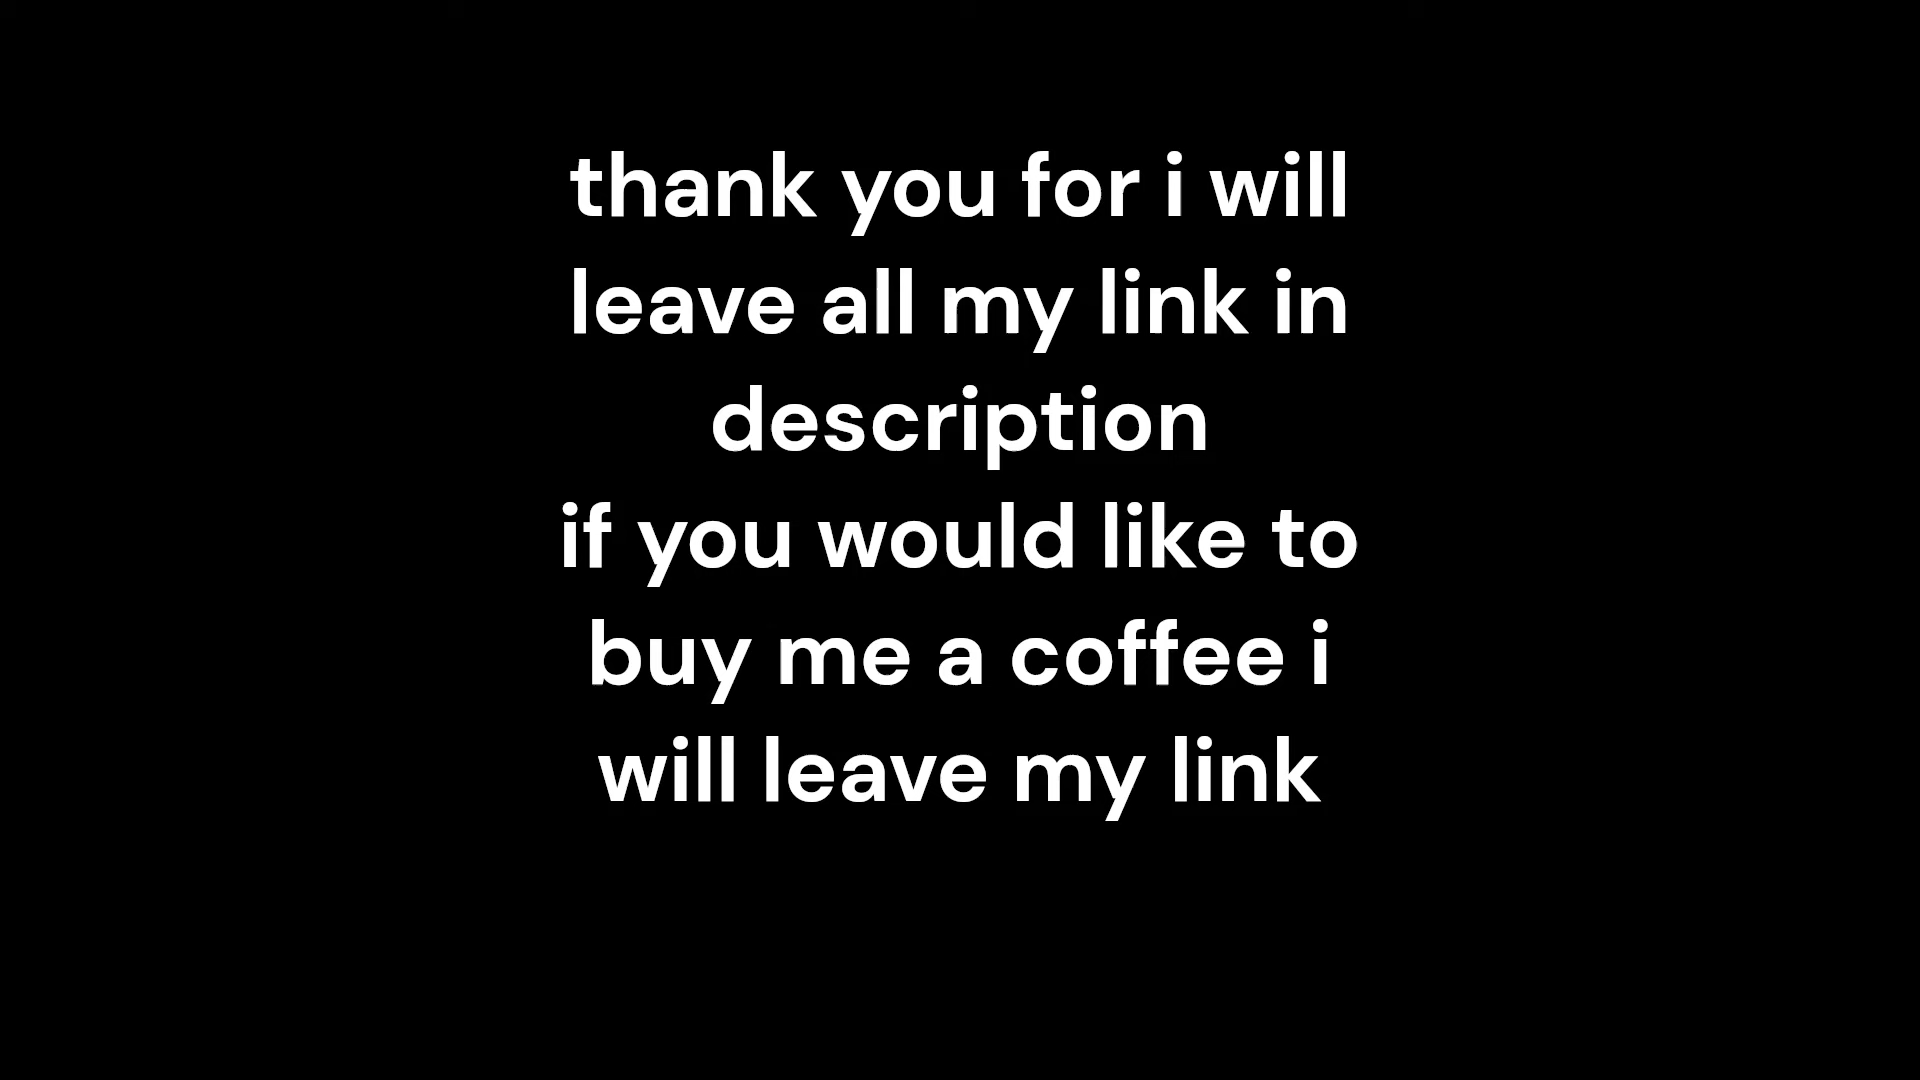 thank you for i will
leave all my link in
description
if you would like to
buy me a coffee i
will leave my link